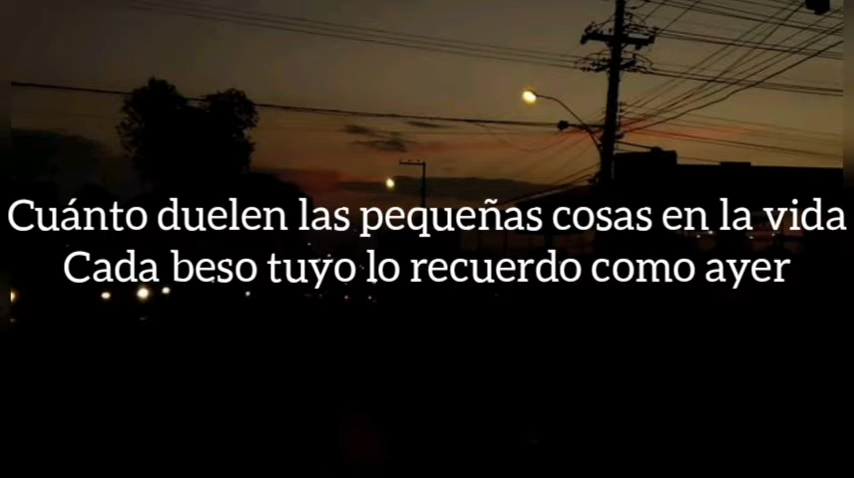 Cuánto duelen las pequeñas cosas en la vida
Cada beso tuyo lo recuerdo como ayer